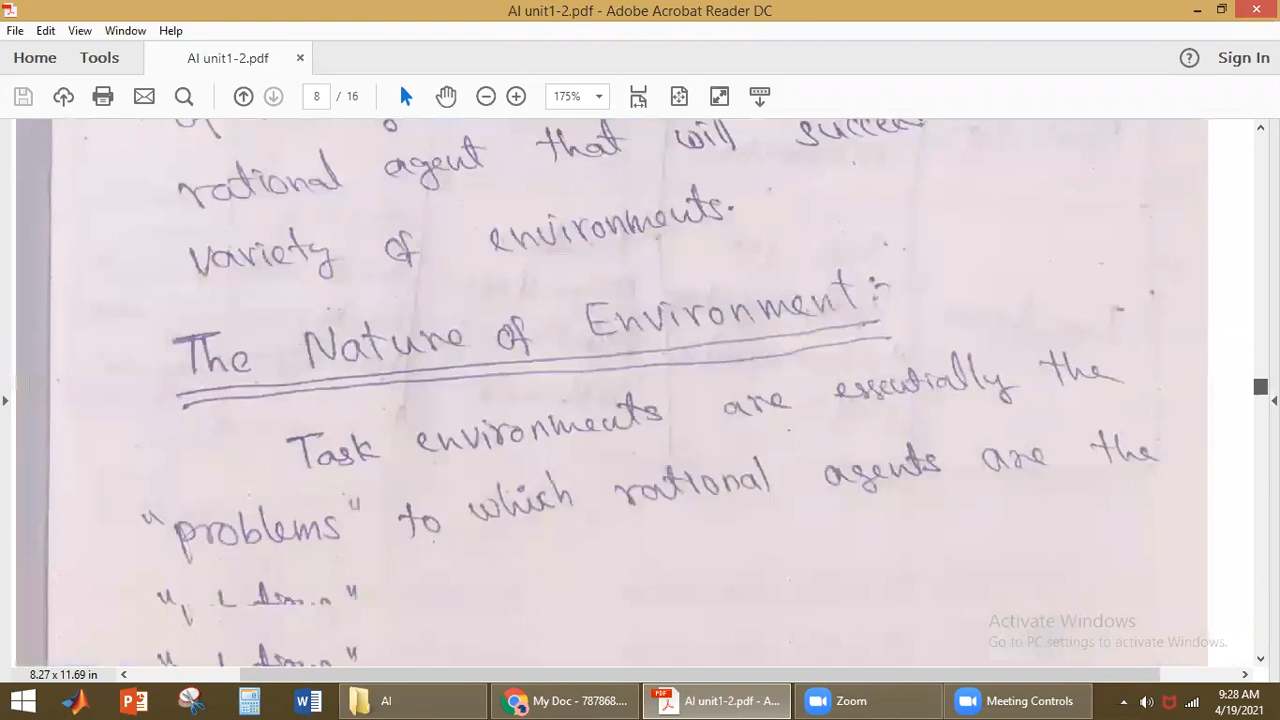 AI unit1-2.pdf - Adobe Acrobat Reader DC
File Edit View Window Help
Home Tools AI unit1-2.pdf × Sign In
8 / 16 175%
rational agent that will
variety of environments.
The Nature of Environment:-
Task environments are essentially the
"problems" to which rational agents are the
Activate Windows
Go to PC settings to activate Windows.
8.27 x 11.69 in
AI My Doc - 787868.... AI unit1-2.pdf - A... Zoom Meeting Controls 9:28 AM
4/19/2021